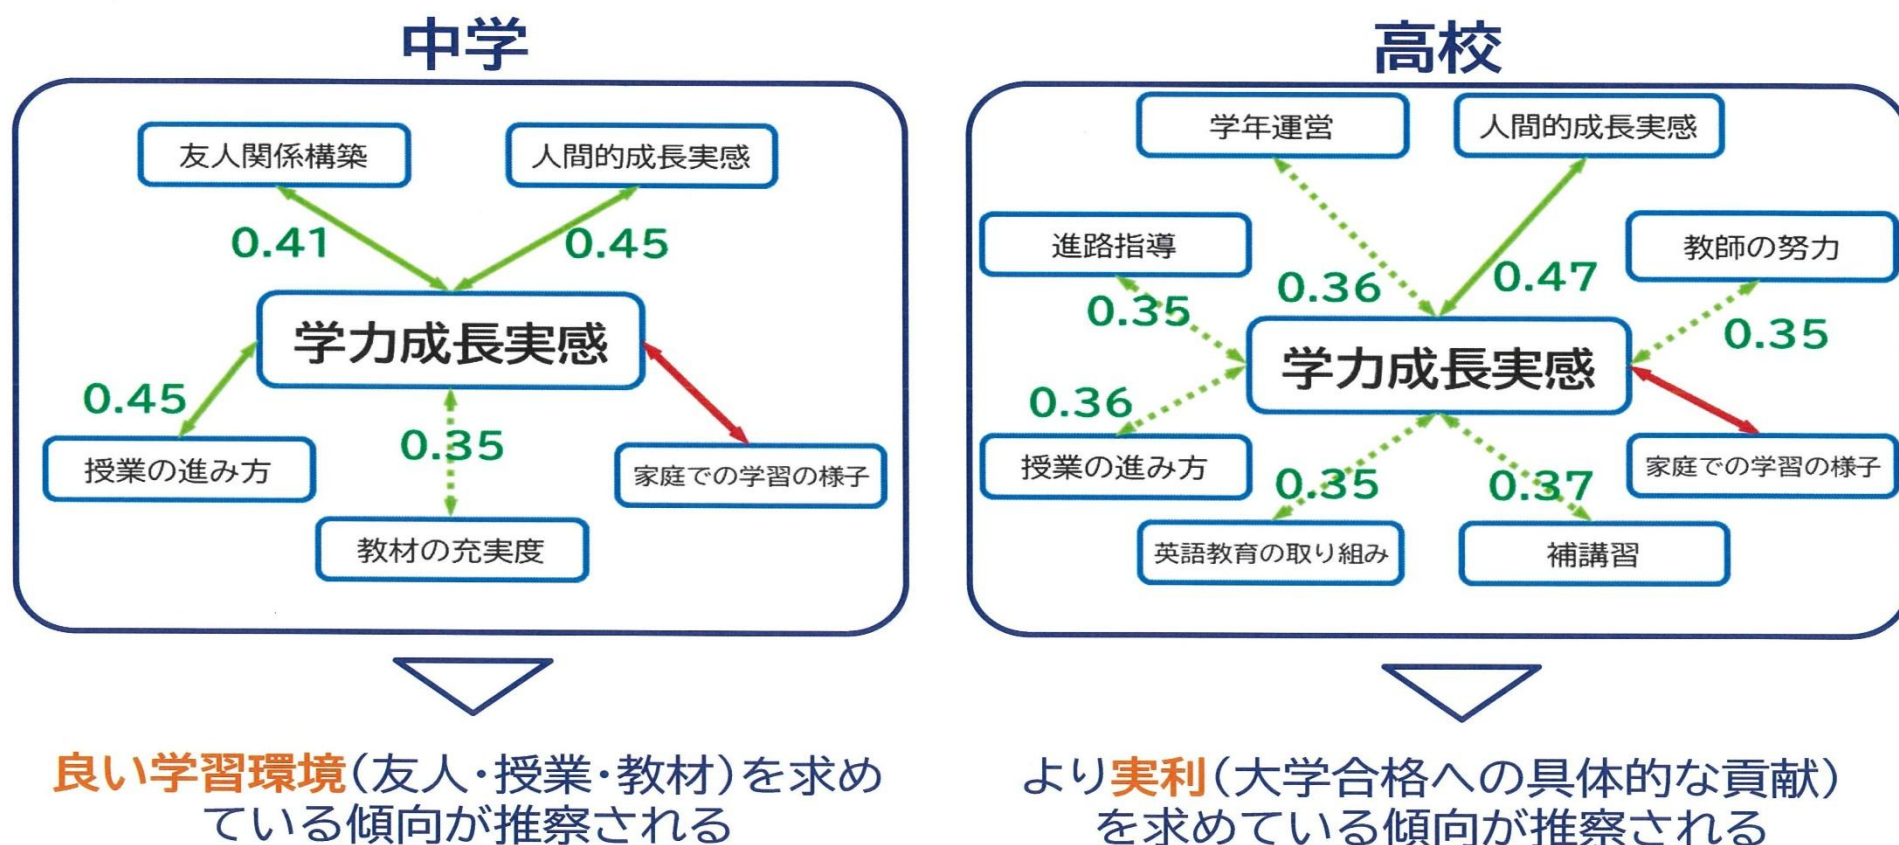 中学
友人関係構築
人間的成長実感
0.41
0.45
学力成長実感
0.45
0.35
授業の進み方
家庭での学習の様子
教材の充実度
良い学習環境(友人・授業・教材)を求め
ている傾向が推察される
高校
学年運営
人間的成長実感
進路指導
教師の努力
0.36
0.47
0.35
0.35
学力成長実感
0.36
授業の進み方
家庭での学習の様子
0.35
0.37
英語教育の取り組み
補講習
より実利(大学合格への具体的な貢献)
を求めている傾向が推察される